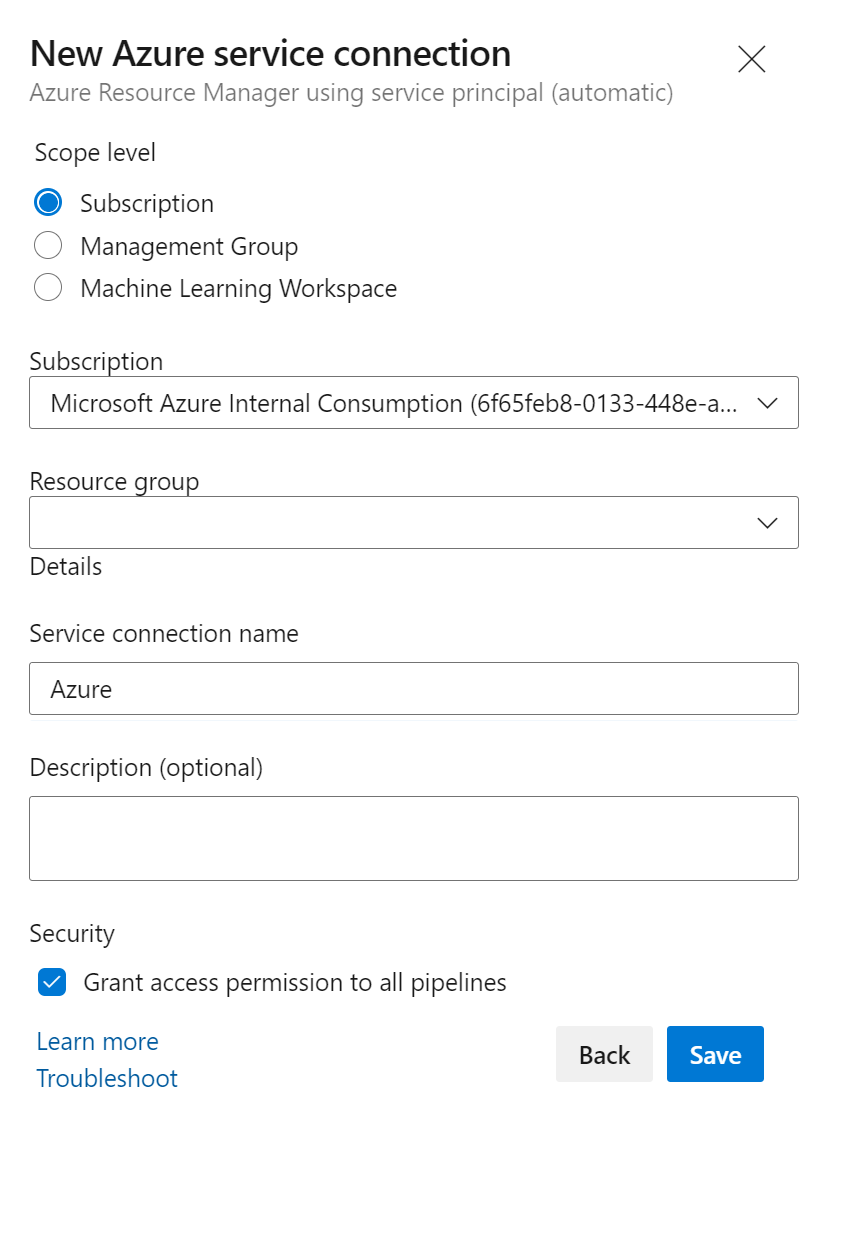 New Azure service connection
Azure Resource Manager using service principal (automatic)
Scope level
Subscription
Management Group
Machine Learning Workspace
Subscription
Microsoft Azure Internal Consumption (6f65feb8-0133-448e-a...
Resource group
Details
Service connection name
Azure
Description (optional)
Security
Grant access permission to all pipelines
Learn more
Troubleshoot
Back
Save